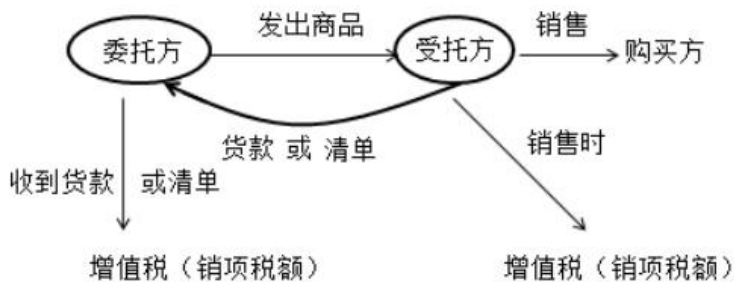 发出商品
销售
委托方
受托方
购买方
货款 或 清单
销售时
收到货款 或清单
增值税（销项税额）
增值税（销项税额）